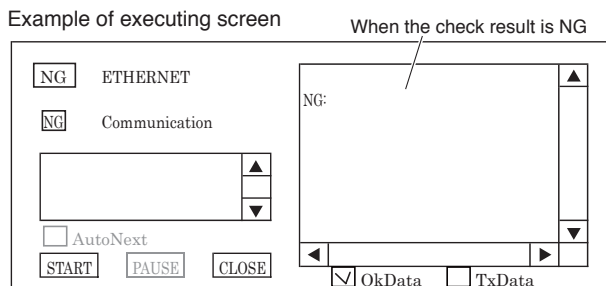 Example of executing screen
When the check result is NG
NG ETHERNET
NG Communication
AutoNext
START PAUSE CLOSE
NG:
OkData TxData